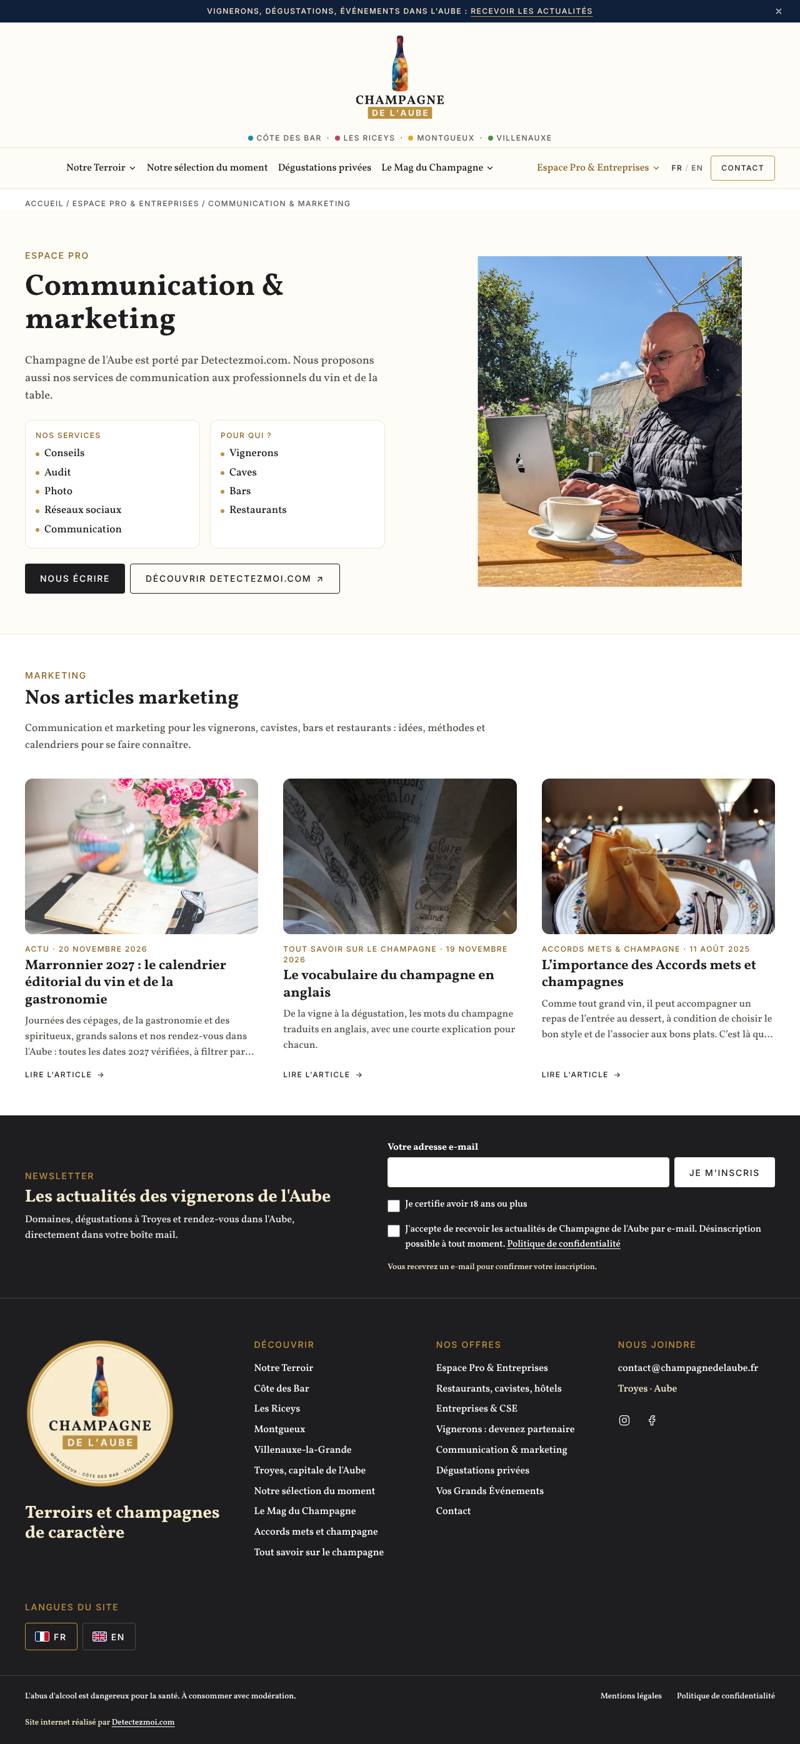 VIGNERONS, DÉGUSTATIONS, ÉVÉNEMENTS DANS L'AUBE : RECEVOIR LES ACTUALITÉS ×
CHAMPAGNE
DE L'AUBE
CÔTE DES BAR · LES RICEYS · MONTGUEUX · VILLENAUXE
Notre Terroir Notre sélection du moment Dégustations privées Le Mag du Champagne Espace Pro & Entreprises FR / EN CONTACT
ACCUEIL / ESPACE PRO & ENTREPRISES / COMMUNICATION & MARKETING
ESPACE PRO
Communication &
marketing
Champagne de l'Aube est porté par Detectezmoi.com. Nous proposons
aussi nos services de communication aux professionnels du vin et de la
table.
NOS SERVICES
Conseils
Audit
Photo
Réseaux sociaux
Communication
POUR QUI ?
Vignerons
Caves
Bars
Restaurants
NOUS ÉCRIRE
DÉCOUVRIR DETECTEZMOI.COM ↗
MARKETING
Nos articles marketing
Communication et marketing pour les vignerons, cavistes, bars et restaurants : idées, méthodes et
calendriers pour se faire connaître.
ACTU · 20 NOVEMBRE 2026
Marronnier 2027 : le calendrier
éditorial du vin et de la
gastronomie
Journées des cépages, de la gastronomie et des
spiritueux, grands salons et nos rendez-vous dans
l'Aube : toutes les dates 2027 vérifiées, à filtrer par…
LIRE L'ARTICLE →
TOUT SAVOIR SUR LE CHAMPAGNE · 19 NOVEMBRE
2026
Le vocabulaire du champagne en
anglais
De la vigne à la dégustation, les mots du champagne
traduits en anglais, avec une courte explication pour
chacun.
LIRE L'ARTICLE →
ACCORDS METS & CHAMPAGNE · 11 AOÛT 2025
L’importance des Accords mets et
champagnes
Comme tout grand vin, il peut accompagner un
repas de l’entrée au dessert, à condition de choisir le
bon style et de l’associer aux bons plats. C’est là qu…
LIRE L'ARTICLE →
NEWSLETTER
Les actualités des vignerons de l'Aube
Domaines, dégustations à Troyes et rendez-vous dans l'Aube,
directement dans votre boîte mail.
Votre adresse e-mail
JE M'INSCRIS
Je certifie avoir 18 ans ou plus
J'accepte de recevoir les actualités de Champagne de l'Aube par e-mail. Désinscription
possible à tout moment. Politique de confidentialité
Vous recevrez un e-mail pour confirmer votre inscription.
CHAMPAGNE
DE L'AUBE
MONTGUEUX · CÔTE DES BAR · VILLENAUXE
Terroirs et champagnes
de caractère
DÉCOUVRIR
Notre Terroir
Côte des Bar
Les Riceys
Montgueux
Villenauxe-la-Grande
Troyes, capitale de l'Aube
Notre sélection du moment
Le Mag du Champagne
Accords mets et champagne
Tout savoir sur le champagne
NOS OFFRES
Espace Pro & Entreprises
Restaurants, cavistes, hôtels
Entreprises & CSE
Vignerons : devenez partenaire
Communication & marketing
Dégustations privées
Vos Grands Événements
Contact
NOUS JOINDRE
contact@champagnedelaube.fr
Troyes · Aube
LANGUES DU SITE
FR
EN
L'abus d'alcool est dangereux pour la santé. À consommer avec modération.
Mentions légales Politique de confidentialité
Site internet réalisé par Detectezmoi.com